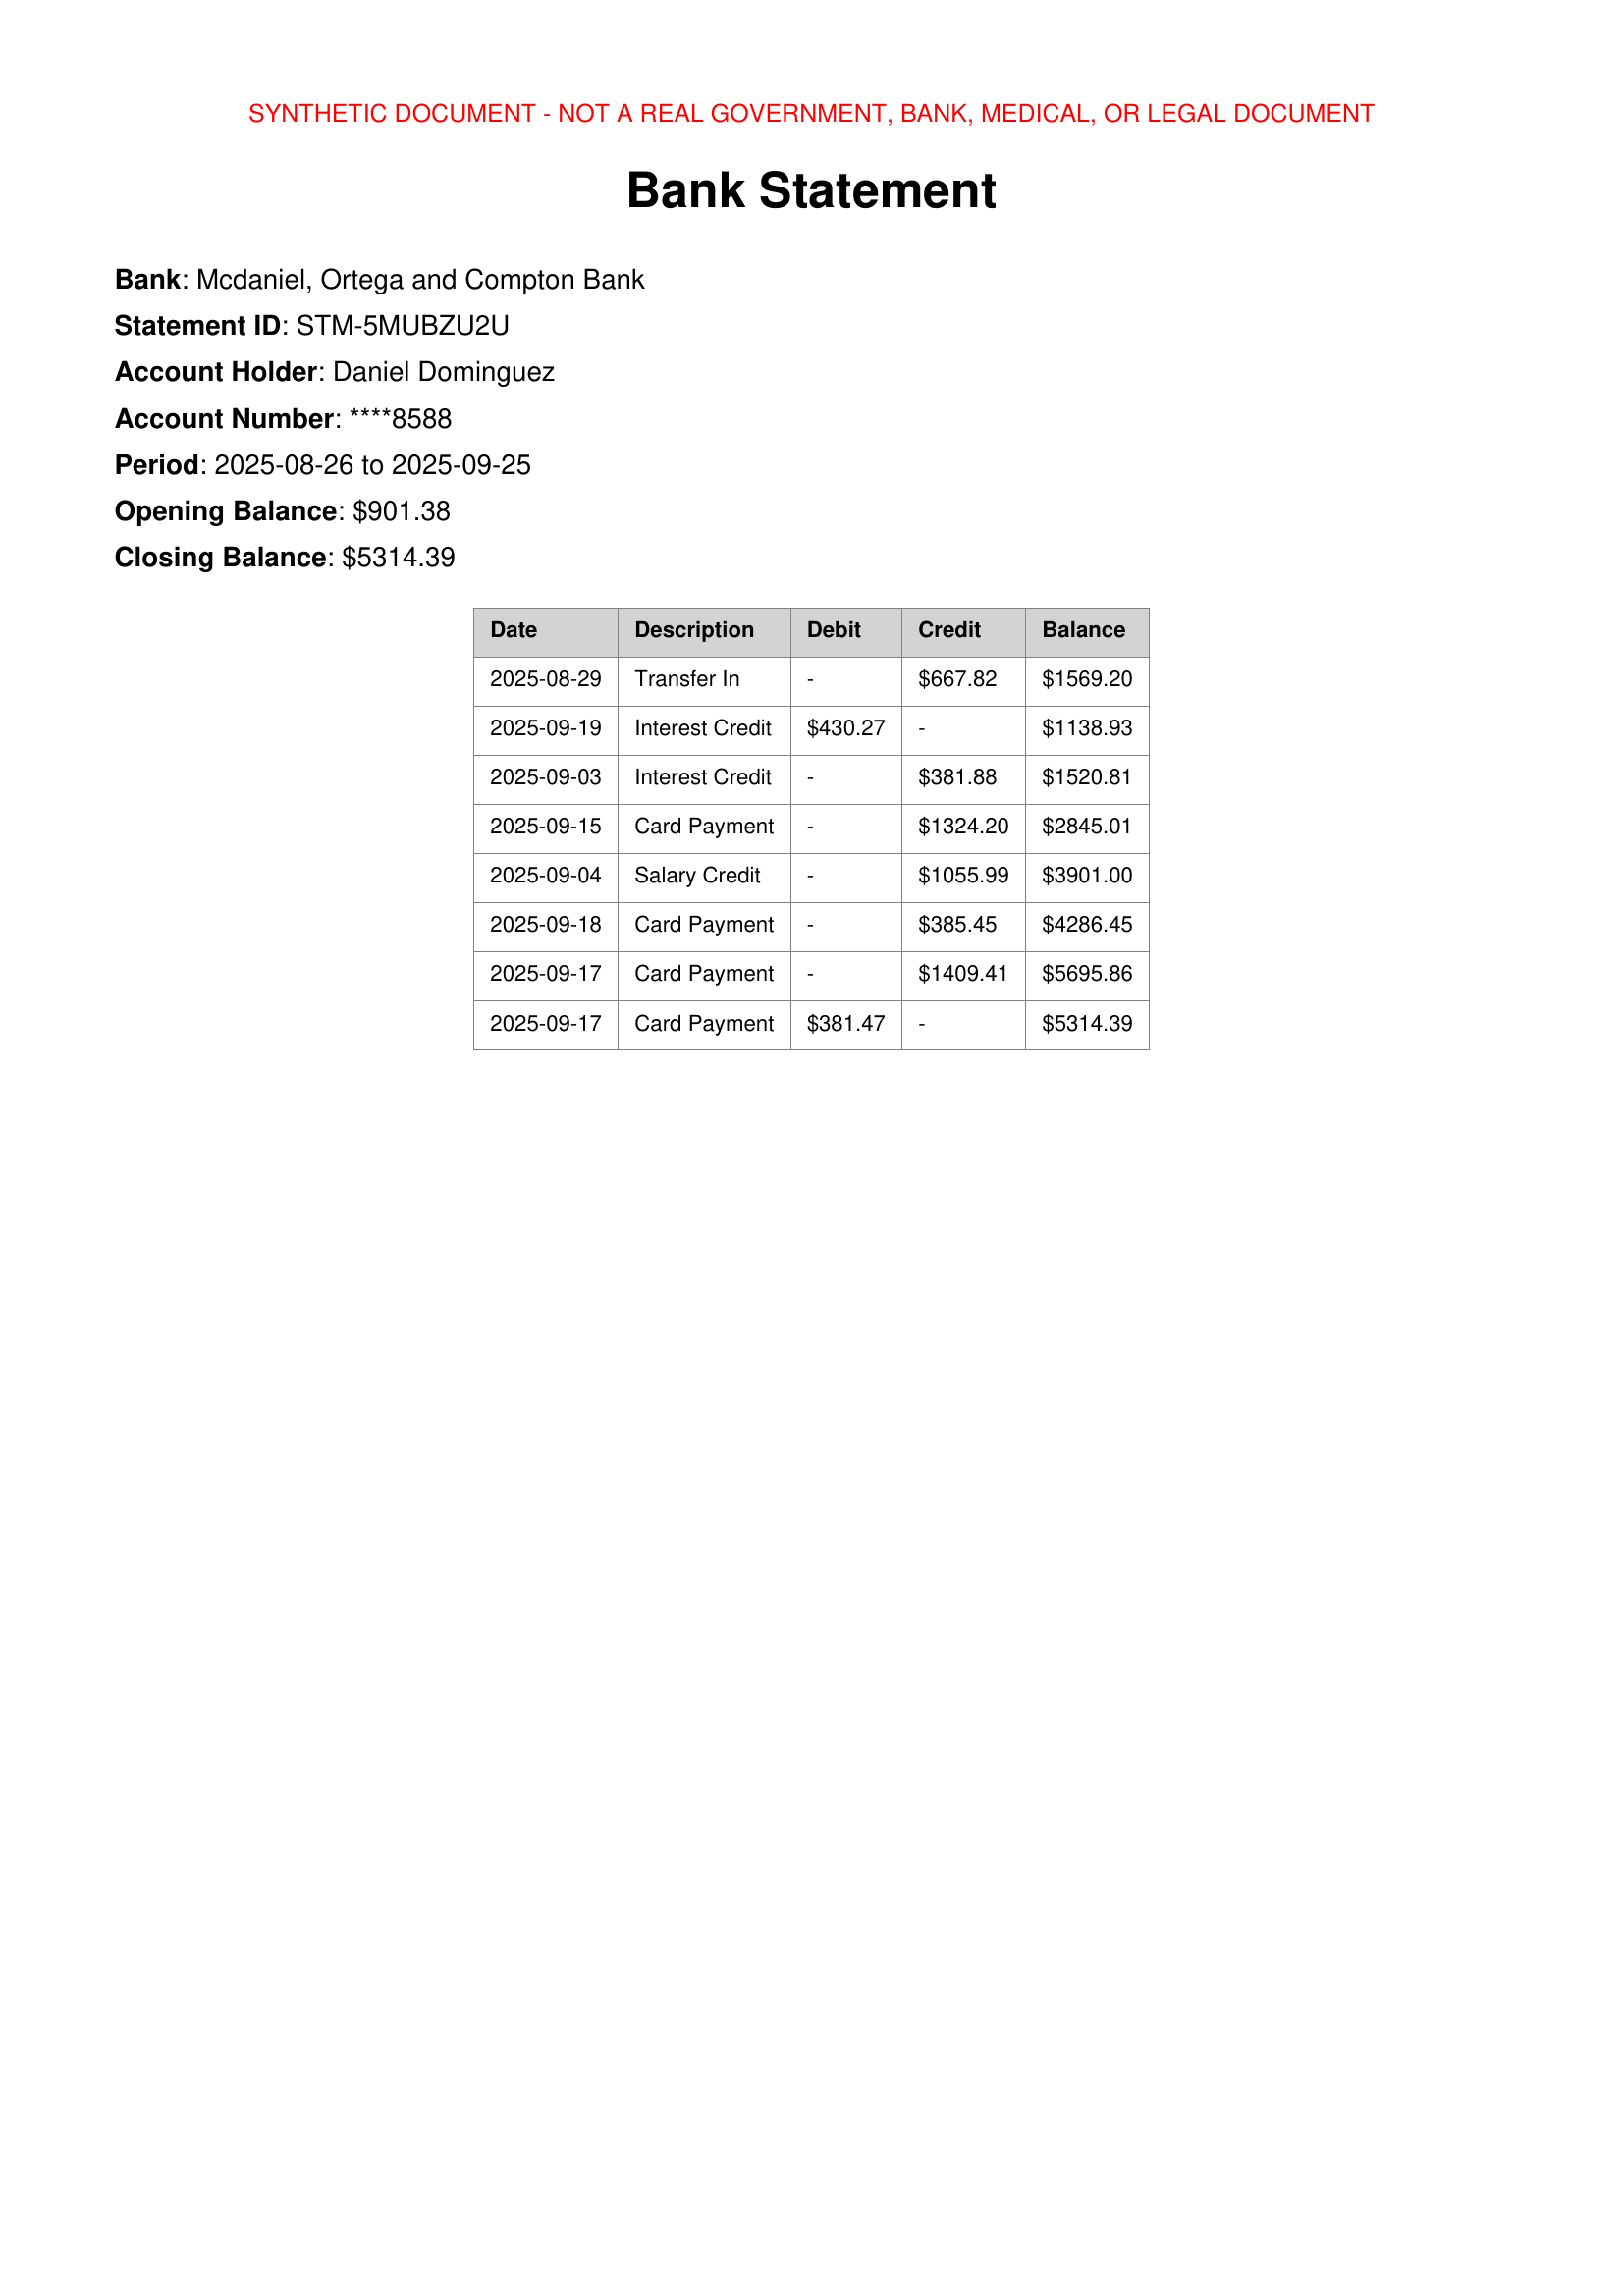 SYNTHETIC DOCUMENT - NOT A REAL GOVERNMENT, BANK, MEDICAL, OR LEGAL DOCUMENT
Bank Statement
Bank: Mcdaniel, Ortega and Compton Bank
Statement ID: STM-5MUBZU2U
Account Holder: Daniel Dominguez
Account Number: ****8588
Period: 2025-08-26 to 2025-09-25
Opening Balance: $901.38
Closing Balance: $5314.39
Date Description Debit Credit Balance
2025-08-29 Transfer In - $667.82 $1569.20
2025-09-19 Interest Credit $430.27 - $1138.93
2025-09-03 Interest Credit - $381.88 $1520.81
2025-09-15 Card Payment - $1324.20 $2845.01
2025-09-04 Salary Credit - $1055.99 $3901.00
2025-09-18 Card Payment - $385.45 $4286.45
2025-09-17 Card Payment - $1409.41 $5695.86
2025-09-17 Card Payment $381.47 - $5314.39